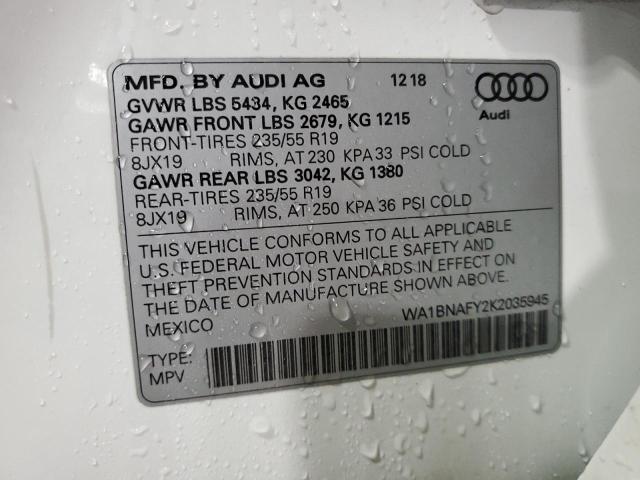 MFD. BY AUDI AG 12 18
GVWR LBS 5434, KG 2465
GAWR FRONT LBS 2679, KG 1215
FRONT-TIRES 235/55 R19
8JX19 RIMS, AT 230 KPA 33 PSI COLD
GAWR REAR LBS 3042, KG 1380
REAR-TIRES 235/55 R19
8JX19 RIMS, AT 250 KPA 36 PSI COLD
Audi
THIS VEHICLE CONFORMS TO ALL APPLICABLE
U.S. FEDERAL MOTOR VEHICLE SAFETY AND
THEFT PREVENTION STANDARDS IN EFFECT ON
THE DATE OF MANUFACTURE SHOWN ABOVE.
MEXICO WA1BNAFY2K2035945
TYPE:
MPV